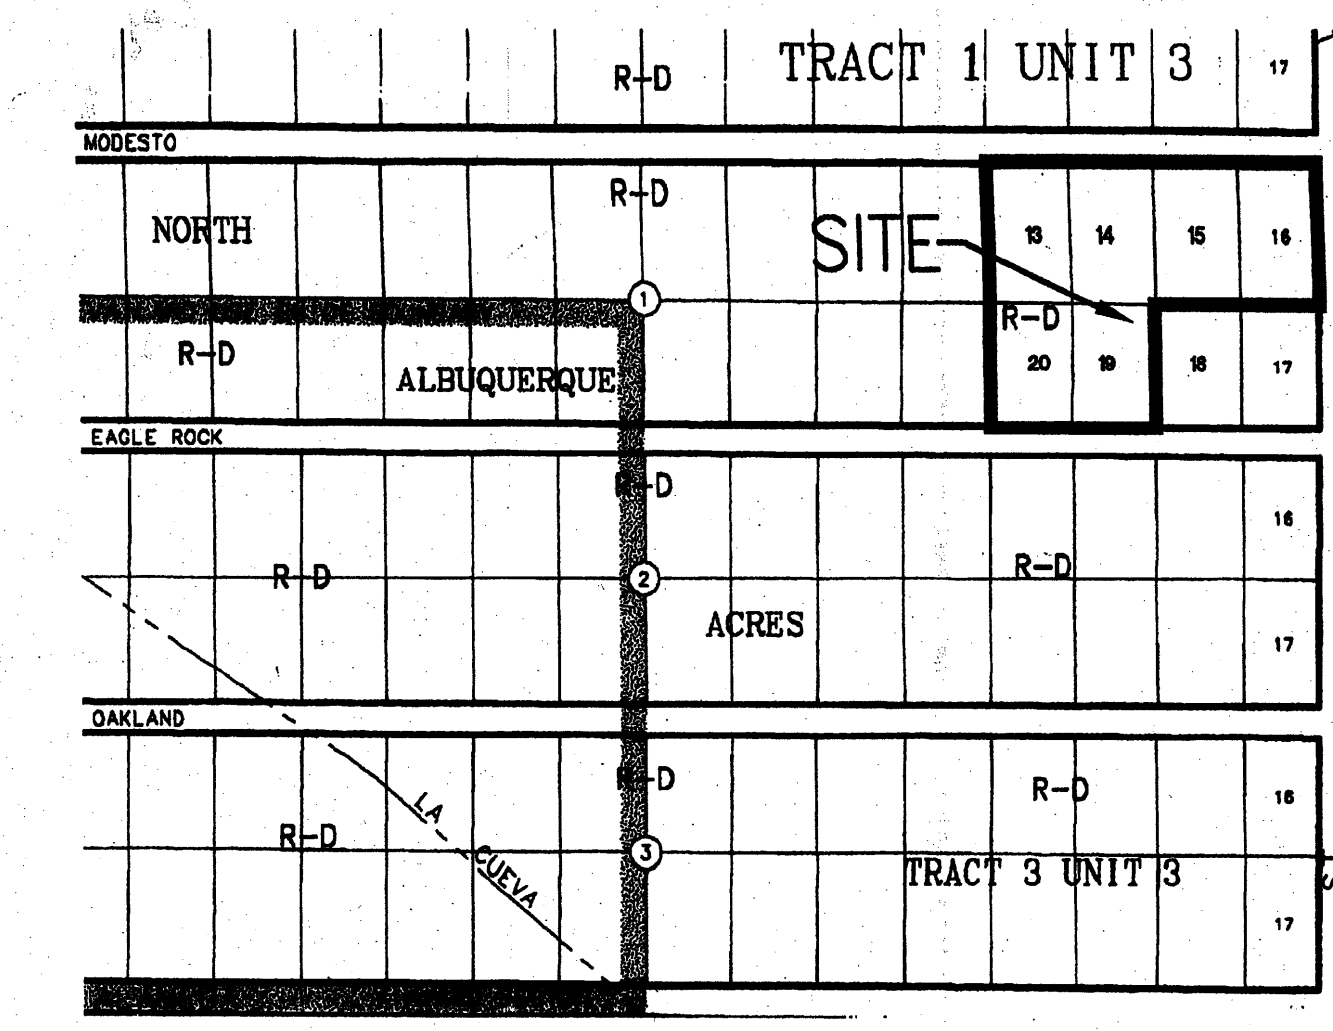 R-D
TRACT 1 UNIT 3
17
MODESTO
R-D
NORTH
SITE
13
14
15
16
1
R-D
R-D
ALBUQUERQUE
20
19
18
17
EAGLE ROCK
R-D
16
R-D
R-D
2
ACRES
17
OAKLAND
R-D
R-D
16
LA
CUEVA
R-D
3
TRACT 3 UNIT 3
17